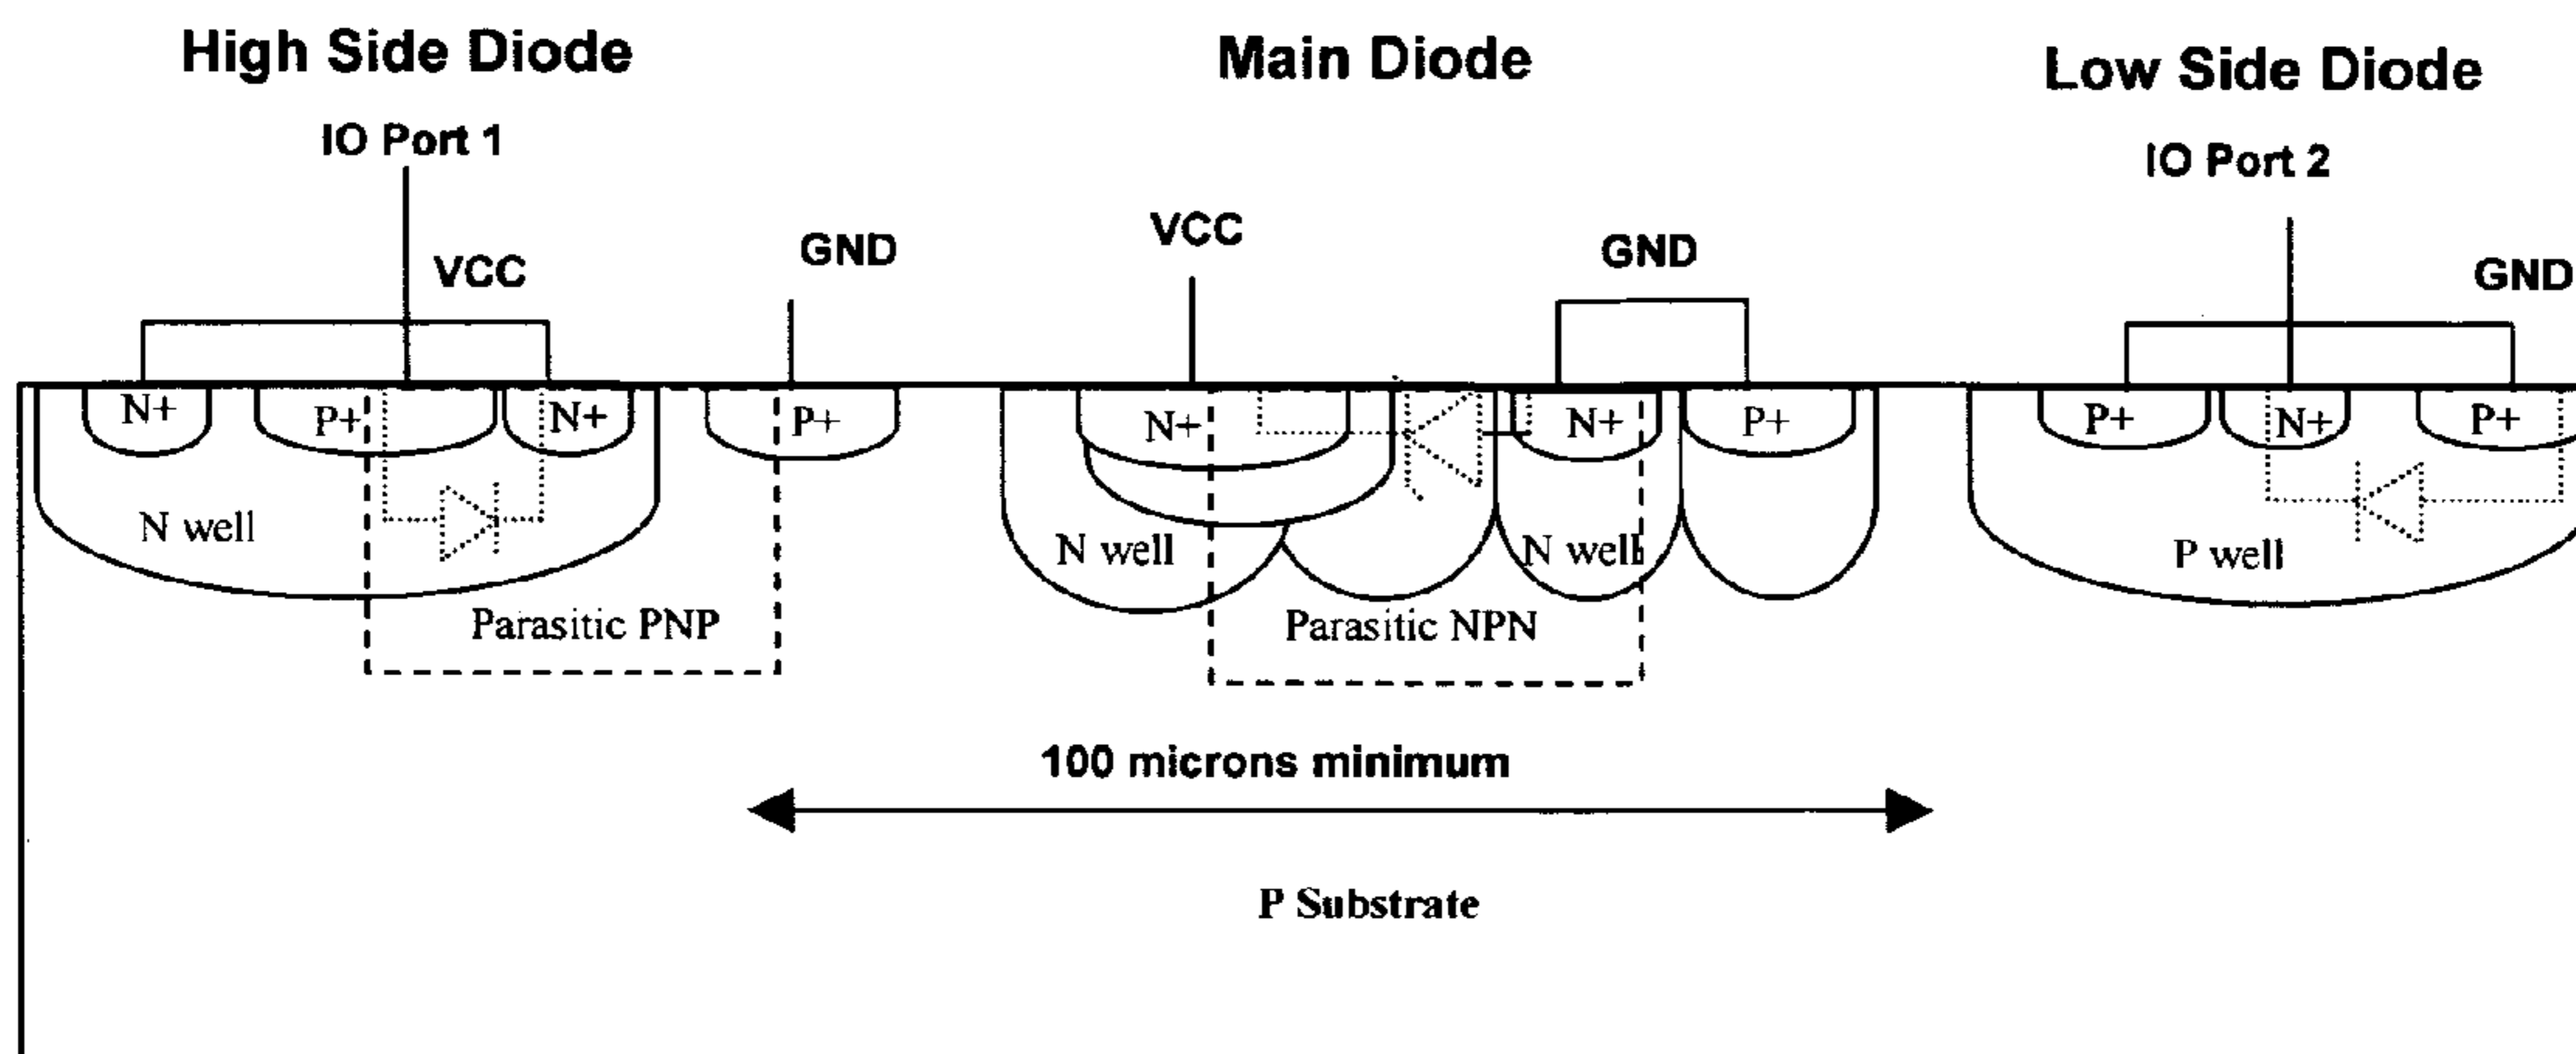 High Side Diode
Main Diode
Low Side Diode
IO Port 1
IO Port 2
VCC
GND
VCC
GND
GND
N+
P+
N+
P+
N+
N+
P+
P+
N+
P+
N well
N well
N well
P well
Parasitic PNP
Parasitic NPN
100 microns minimum
P Substrate